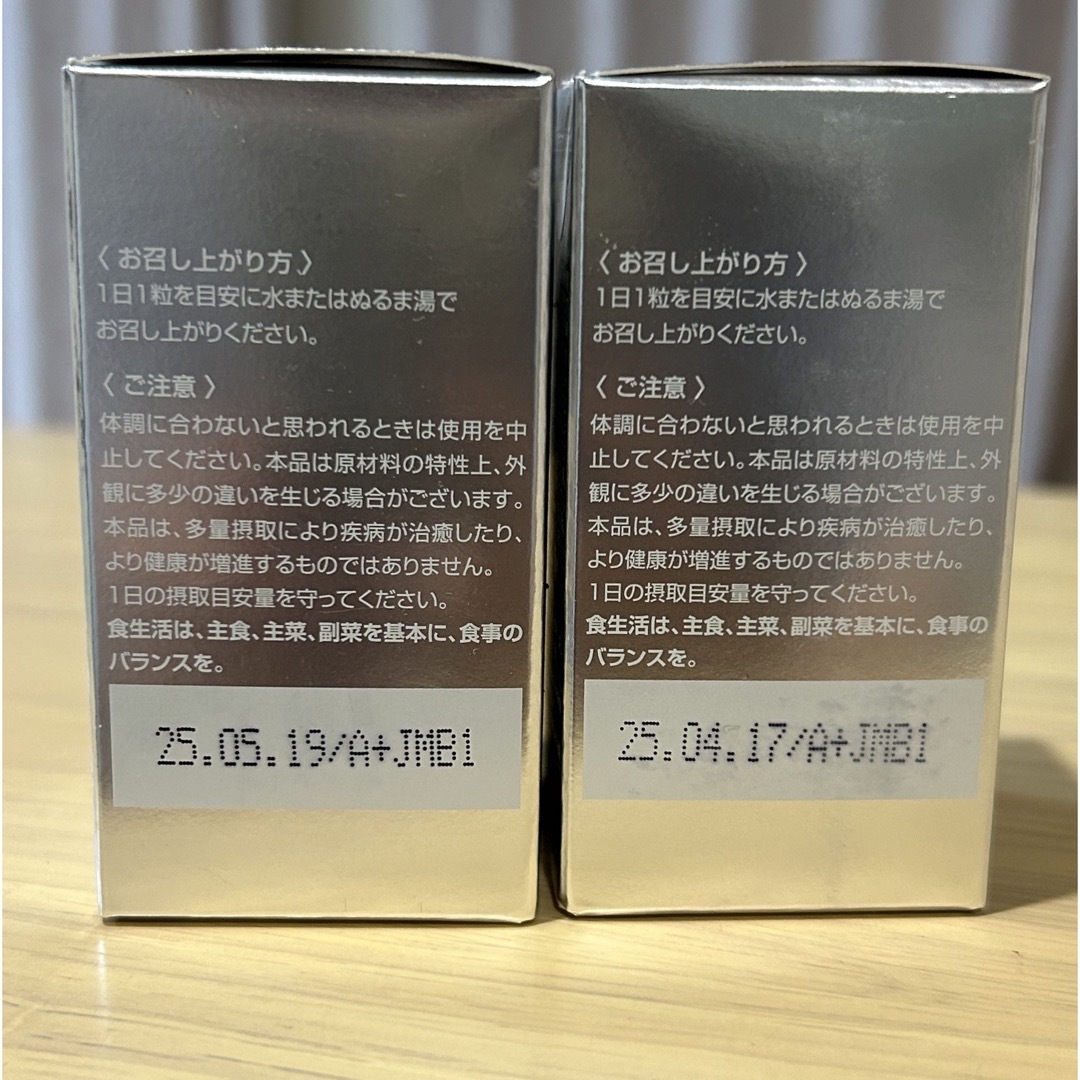 〈 お召し上がり方 〉
1日1粒を目安に水またはぬるま湯で
お召し上がりください。
〈 ご注意 〉
体調に合わないと思われるときは使用を中
止してください。本品は原材料の特性上、外
観に多少の違いを生じる場合がございます。
本品は、多量摂取により疾病が治癒したり、
より健康が増進するものではありません。
1日の摂取目安量を守ってください。
食生活は、主食、主菜、副菜を基本に、食事の
バランスを。
25.05.19/A+JMB1
〈 お召し上がり方 〉
1日1粒を目安に水またはぬるま湯で
お召し上がりください。
〈 ご注意 〉
体調に合わないと思われるときは使用を中
止してください。本品は原材料の特性上、外
観に多少の違いを生じる場合がございます。
本品は、多量摂取により疾病が治癒したり、
より健康が増進するものではありません。
1日の摂取目安量を守ってください。
食生活は、主食、主菜、副菜を基本に、食事の
バランスを。
25.04.17/A+JMB1